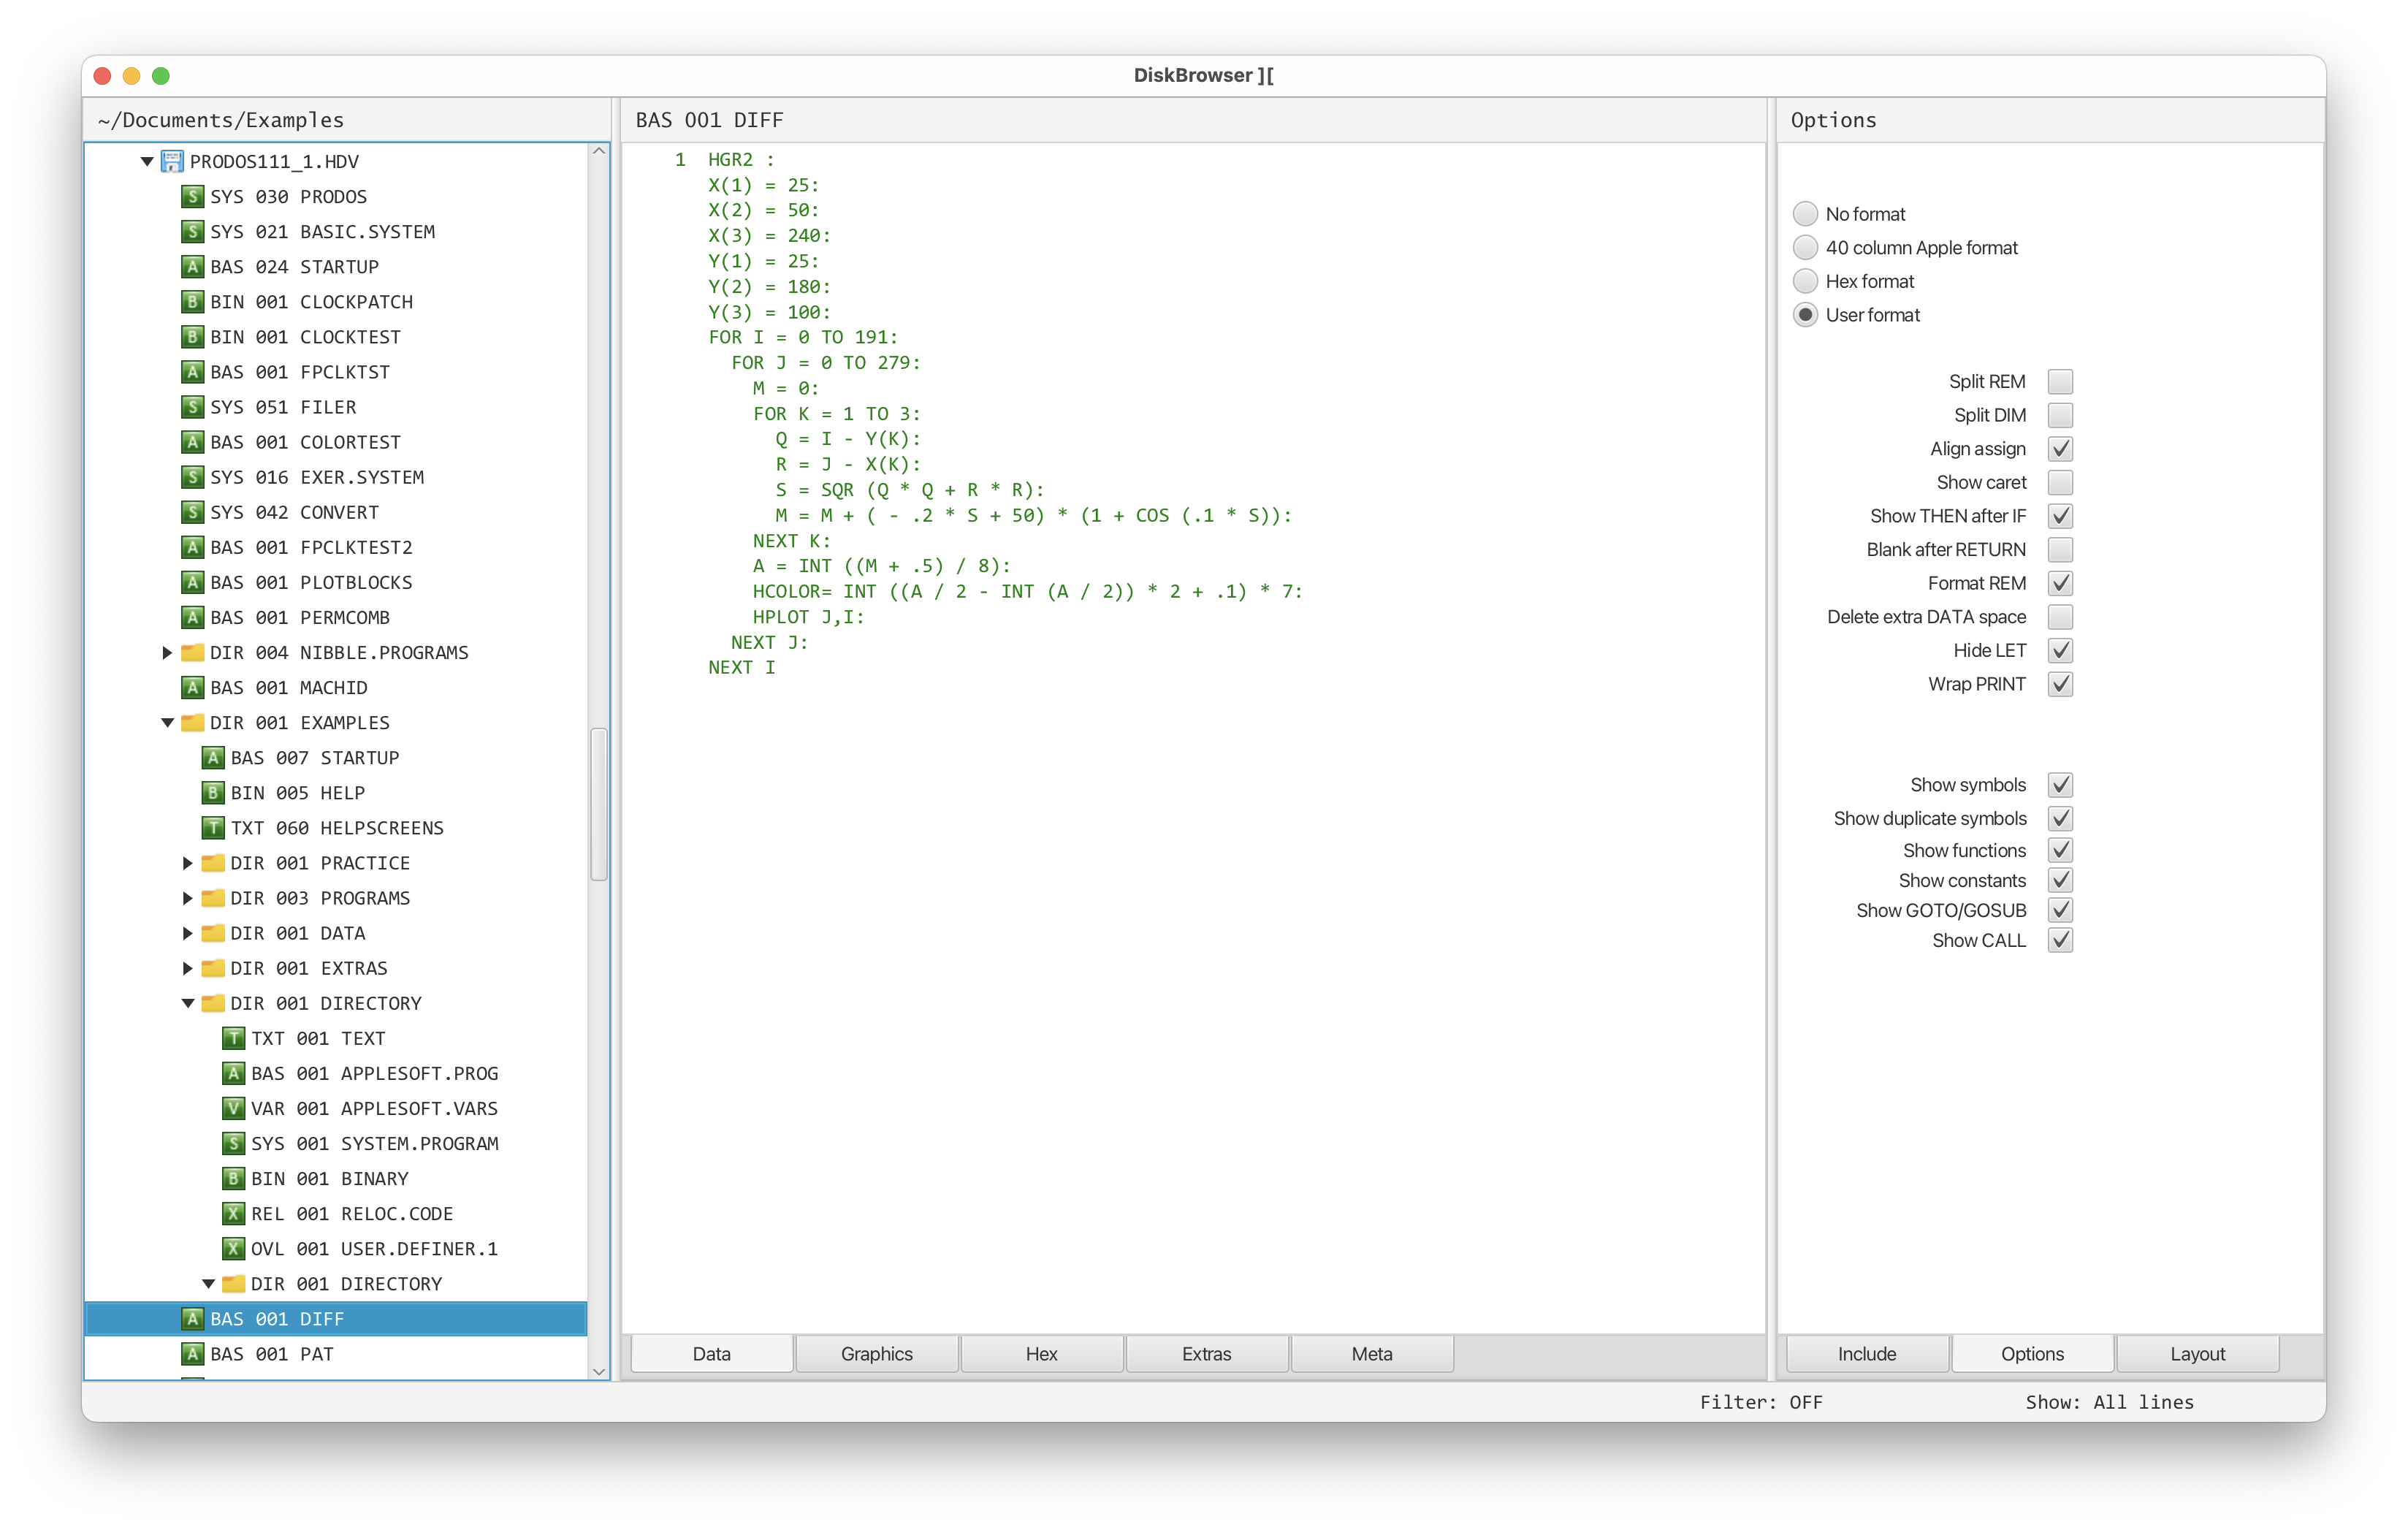 DiskBrowser ][
~/Documents/Examples
PRODOS111_1.HDV
S SYS 030 PRODOS
S SYS 021 BASIC.SYSTEM
A BAS 024 STARTUP
B BIN 001 CLOCKPATCH
B BIN 001 CLOCKTEST
A BAS 001 FPCLKTST
S SYS 051 FILER
A BAS 001 COLORTEST
S SYS 016 EXER.SYSTEM
S SYS 042 CONVERT
A BAS 001 FPCLKTEST2
A BAS 001 PLOTBLOCKS
A BAS 001 PERMCOMB
DIR 004 NIBBLE.PROGRAMS
A BAS 001 MACHID
DIR 001 EXAMPLES
A BAS 007 STARTUP
B BIN 005 HELP
T TXT 060 HELPSCREENS
DIR 001 PRACTICE
DIR 003 PROGRAMS
DIR 001 DATA
DIR 001 EXTRAS
DIR 001 DIRECTORY
T TXT 001 TEXT
A BAS 001 APPLESOFT.PROG
V VAR 001 APPLESOFT.VARS
S SYS 001 SYSTEM.PROGRAM
B BIN 001 BINARY
X REL 001 RELOC.CODE
X OVL 001 USER.DEFINER.1
DIR 001 DIRECTORY
A BAS 001 DIFF
A BAS 001 PAT
BAS 001 DIFF
1 HGR2 :
X(1) = 25:
X(2) = 50:
X(3) = 240:
Y(1) = 25:
Y(2) = 180:
Y(3) = 100:
FOR I = 0 TO 191:
FOR J = 0 TO 279:
M = 0:
FOR K = 1 TO 3:
Q = I - Y(K):
R = J - X(K):
S = SQR (Q * Q + R * R):
M = M + ( - .2 * S + 50) * (1 + COS (.1 * S)):
NEXT K:
A = INT ((M + .5) / 8):
HCOLOR= INT ((A / 2 - INT (A / 2)) * 2 + .1) * 7:
HPLOT J,I:
NEXT J:
NEXT I
Data Graphics Hex Extras Meta
Options
No format
40 column Apple format
Hex format
User format
Split REM
Split DIM
Align assign
Show caret
Show THEN after IF
Blank after RETURN
Format REM
Delete extra DATA space
Hide LET
Wrap PRINT
Show symbols
Show duplicate symbols
Show functions
Show constants
Show GOTO/GOSUB
Show CALL
Include Options Layout
Filter: OFF Show: All lines